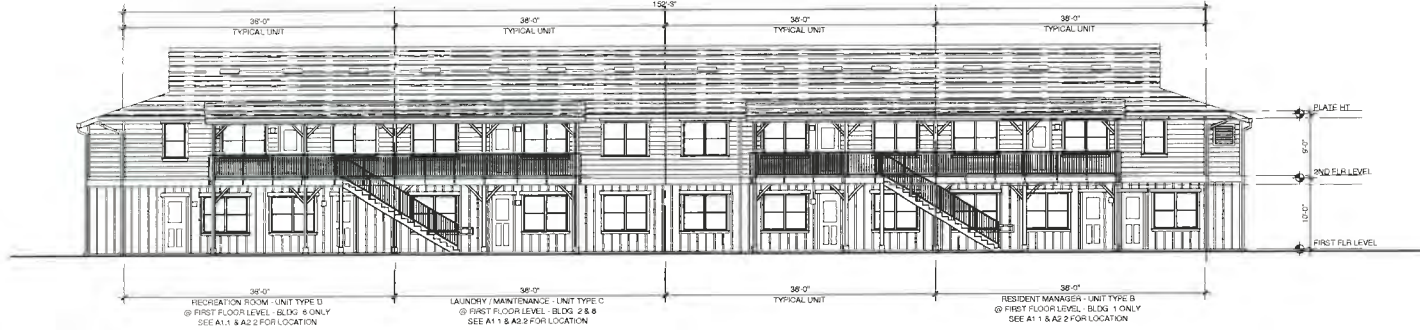 152'-3"
38'-0" 38'-0" 38'-0" 38'-0"
TYPICAL UNIT TYPICAL UNIT TYPICAL UNIT TYPICAL UNIT
PLATE HT
9'-6"
2ND FLR LEVEL
10'-0"
FIRST FLR LEVEL
38'-0" 38'-0" 38'-0" 38'-0"
RECREATION ROOM - UNIT TYPE D LAUNDRY / MAINTENANCE - UNIT TYPE C TYPICAL UNIT RESIDENT MANAGER - UNIT TYPE B
@ FIRST FLOOR LEVEL - BLDG 6 ONLY @ FIRST FLOOR LEVEL - BLDG 2 & 8 @ FIRST FLOOR LEVEL - BLDG 1 ONLY
SEE A1.1 & A2.2 FOR LOCATION SEE A1.1 & A2.2 FOR LOCATION SEE A1.1 & A2.2 FOR LOCATION